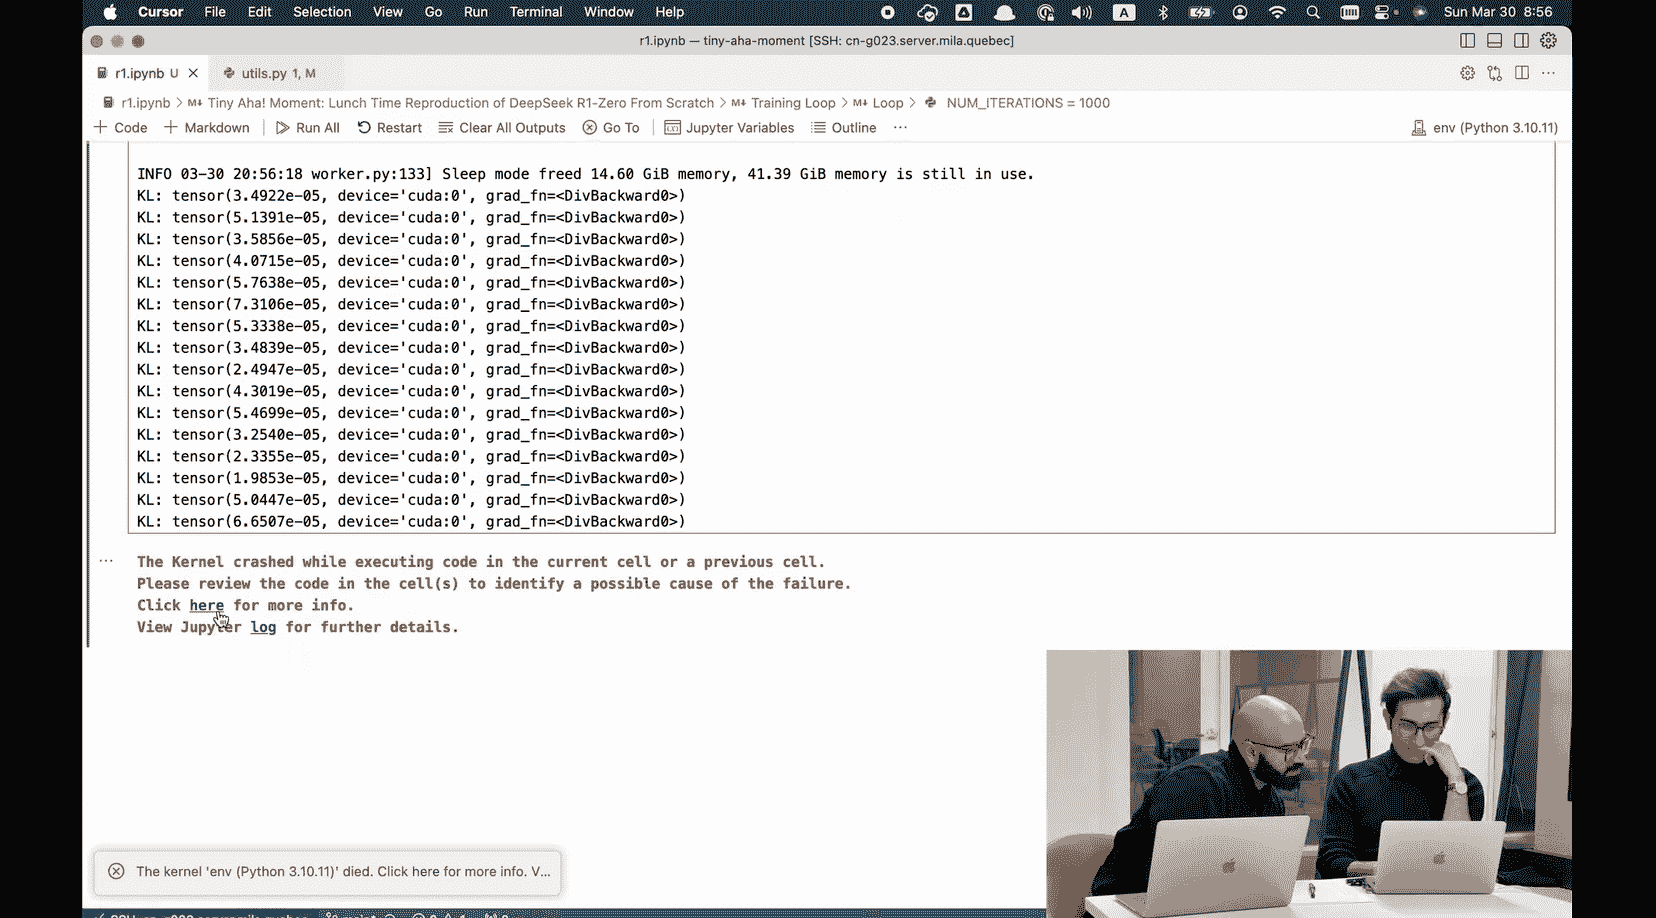 Cursor File Edit Selection View Go Run Terminal Window Help A Sun Mar 30 8:56
r1.ipynb — tiny-aha-moment [SSH: cn-g023.server.mila.quebec]
r1.ipynb U utils.py 1, M
r1.ipynb > M↓ Tiny Aha! Moment: Lunch Time Reproduction of DeepSeek R1-Zero From Scratch > M↓ Training Loop > M↓ Loop > NUM_ITERATIONS = 1000
+ Code + Markdown Run All Restart Clear All Outputs Go To Jupyter Variables Outline ··· env (Python 3.10.11)
INFO 03-30 20:56:18 worker.py:133] Sleep mode freed 14.60 GiB memory, 41.39 GiB memory is still in use.
KL: tensor(3.4922e-05, device='cuda:0', grad_fn=<DivBackward0>)
KL: tensor(5.1391e-05, device='cuda:0', grad_fn=<DivBackward0>)
KL: tensor(3.5856e-05, device='cuda:0', grad_fn=<DivBackward0>)
KL: tensor(4.0715e-05, device='cuda:0', grad_fn=<DivBackward0>)
KL: tensor(5.7638e-05, device='cuda:0', grad_fn=<DivBackward0>)
KL: tensor(7.3106e-05, device='cuda:0', grad_fn=<DivBackward0>)
KL: tensor(5.3338e-05, device='cuda:0', grad_fn=<DivBackward0>)
KL: tensor(3.4839e-05, device='cuda:0', grad_fn=<DivBackward0>)
KL: tensor(2.4947e-05, device='cuda:0', grad_fn=<DivBackward0>)
KL: tensor(4.3019e-05, device='cuda:0', grad_fn=<DivBackward0>)
KL: tensor(5.4699e-05, device='cuda:0', grad_fn=<DivBackward0>)
KL: tensor(3.2540e-05, device='cuda:0', grad_fn=<DivBackward0>)
KL: tensor(2.3355e-05, device='cuda:0', grad_fn=<DivBackward0>)
KL: tensor(1.9853e-05, device='cuda:0', grad_fn=<DivBackward0>)
KL: tensor(5.0447e-05, device='cuda:0', grad_fn=<DivBackward0>)
KL: tensor(6.6507e-05, device='cuda:0', grad_fn=<DivBackward0>)
The Kernel crashed while executing code in the current cell or a previous cell.
Please review the code in the cell(s) to identify a possible cause of the failure.
Click here for more info.
View Jupyter log for further details.
The kernel 'env (Python 3.10.11)' died. Click here for more info. V...